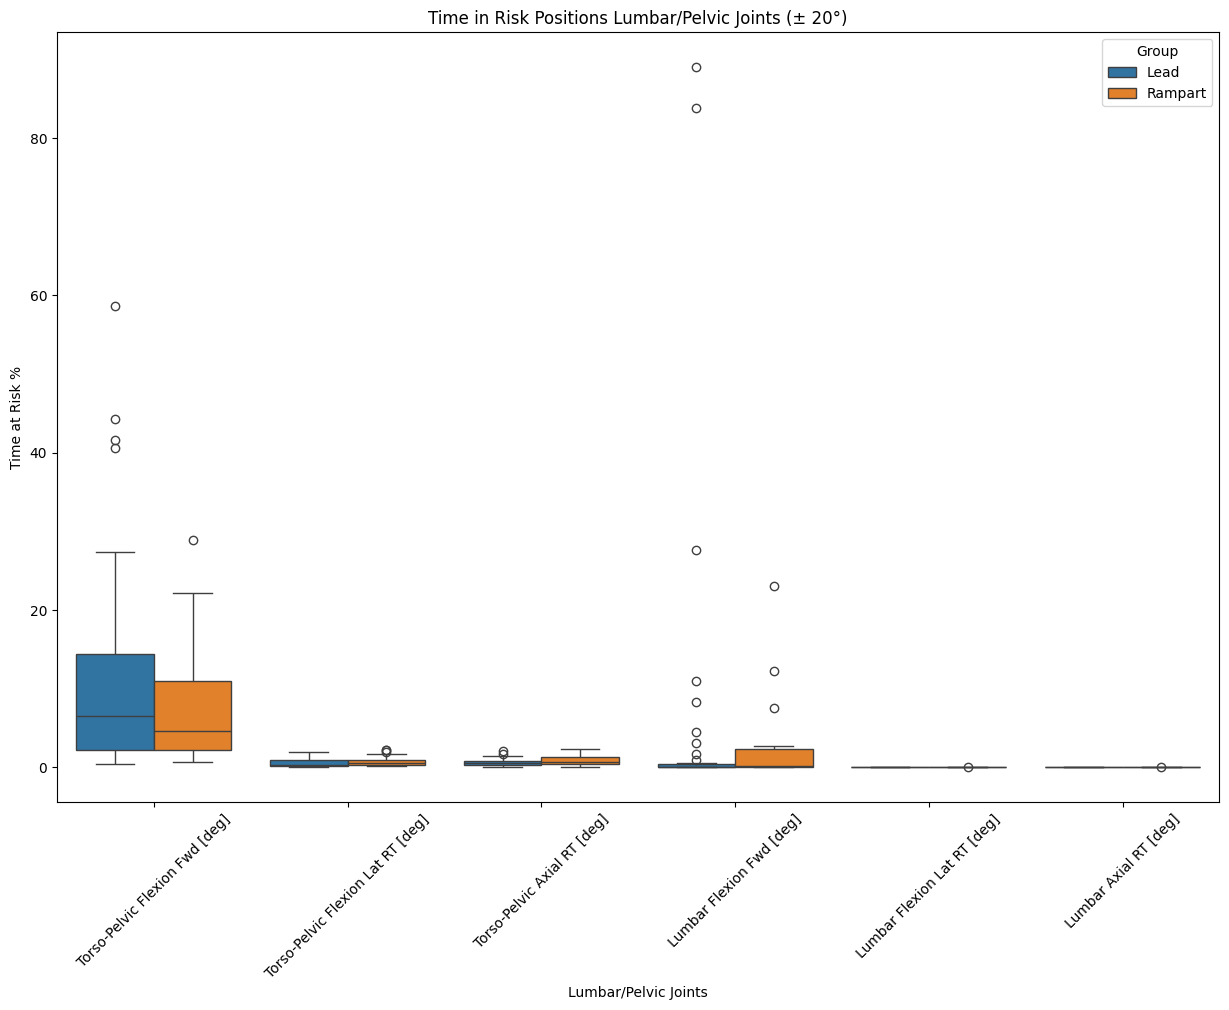 Time in Risk Positions Lumbar/Pelvic Joints (± 20°)
Group
Lead
Rampart
Time at Risk %
80
60
40
20
0
Torso-Pelvic Flexion Fwd [deg]
Torso-Pelvic Flexion Lat RT [deg]
Torso-Pelvic Axial RT [deg]
Lumbar Flexion Fwd [deg]
Lumbar Flexion Lat RT [deg]
Lumbar Axial RT [deg]
Lumbar/Pelvic Joints